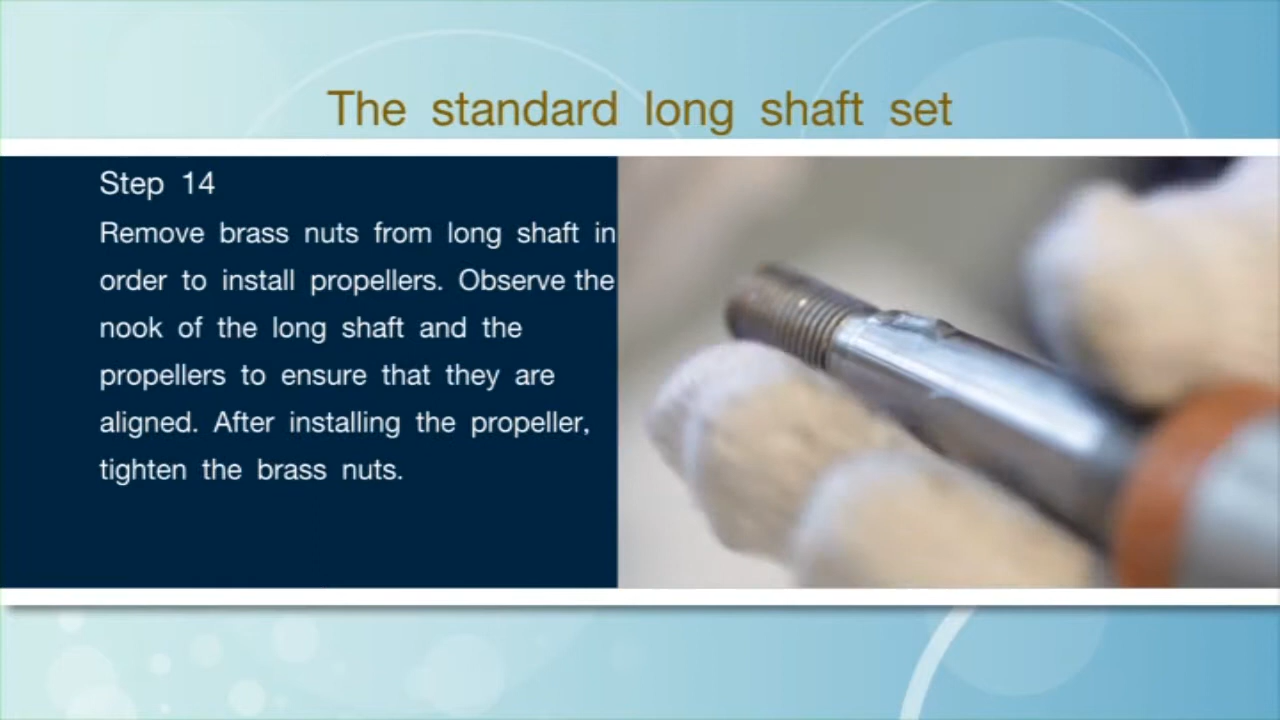 The standard long shaft set
Step 14
Remove brass nuts from long shaft in
order to install propellers. Observe the
nook of the long shaft and the
propellers to ensure that they are
aligned. After installing the propeller,
tighten the brass nuts.